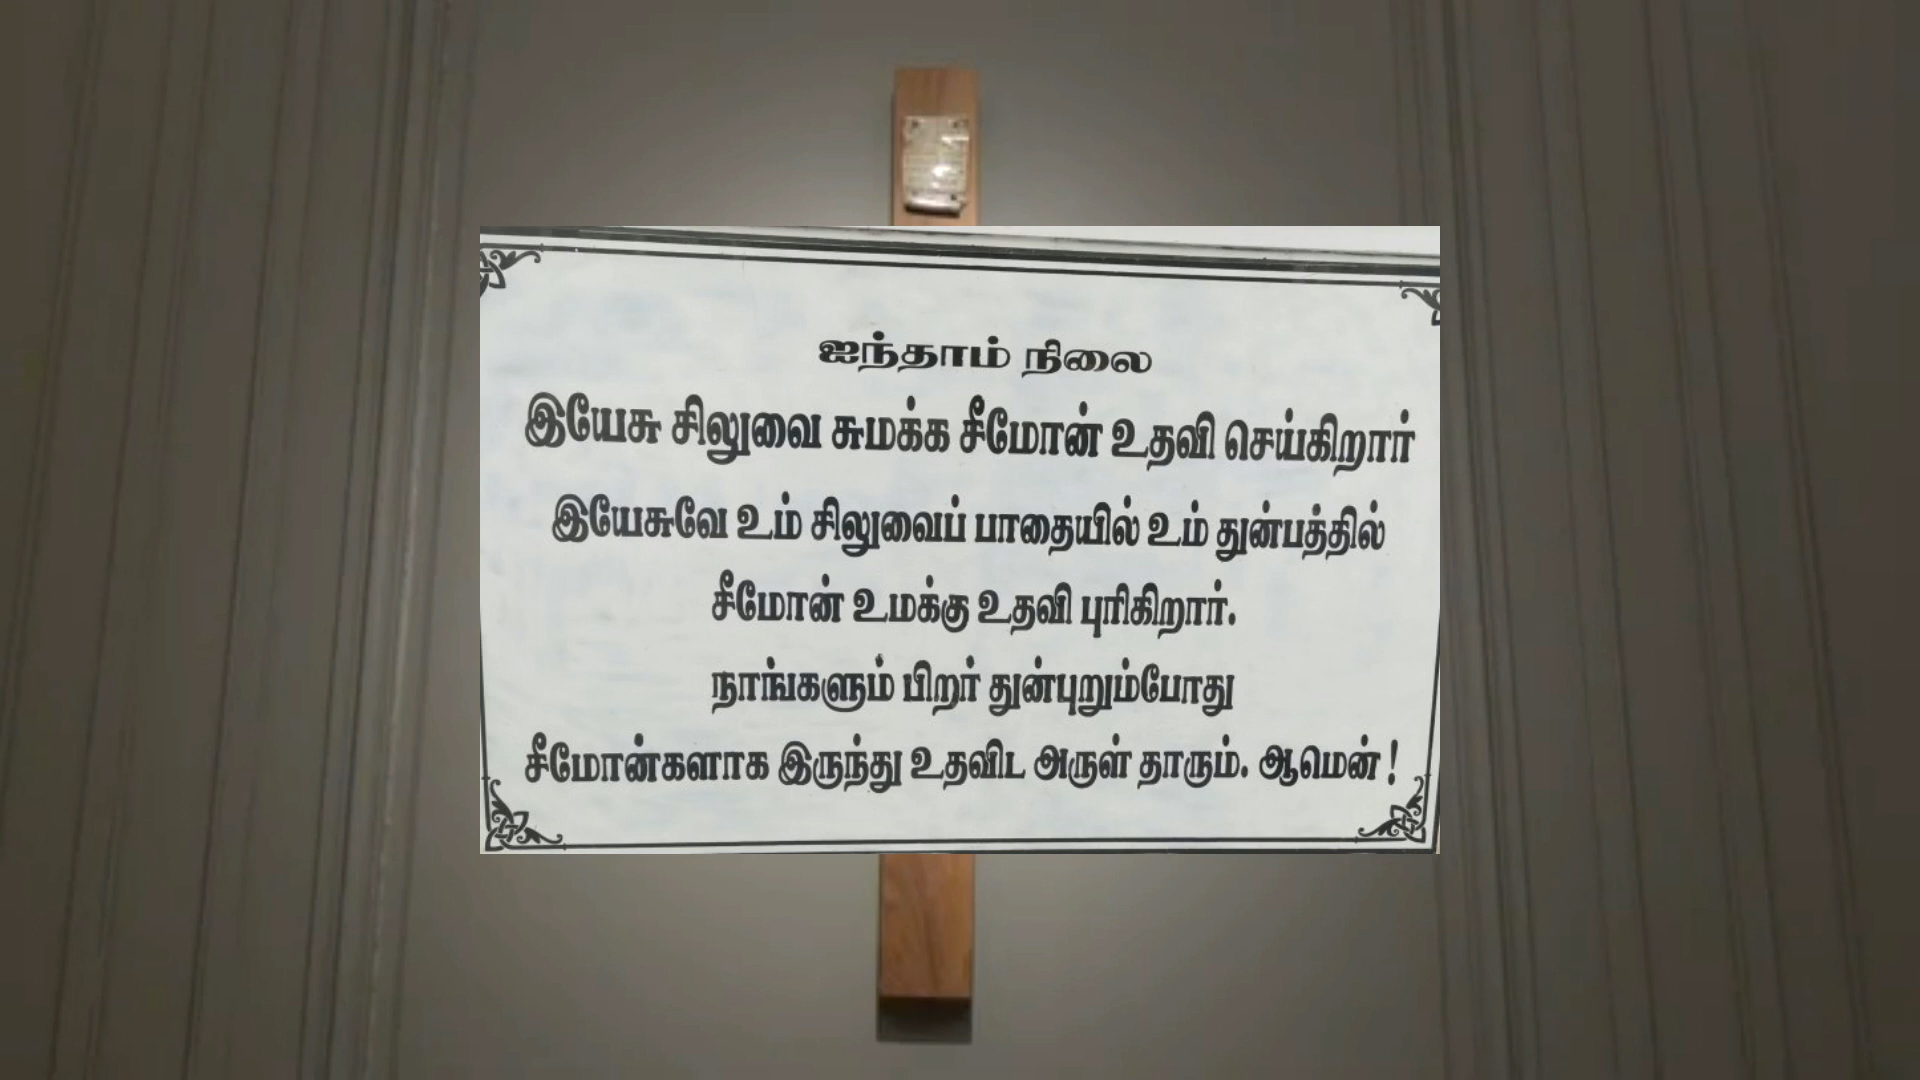 ஐந்தாம் நிலை
இயேசு சிலுவை சுமக்க சீமோன் உதவி செய்கிறார்
இயேசுவே உம் சிலுவைப் பாதையில் உம் துன்பத்தில்
சீமோன் உமக்கு உதவி புரிகிறார்.
நாங்களும் பிறர் துன்புறும்போது
சீமோன்களாக இருந்து உதவிட அருள் தாரும். ஆமென் !